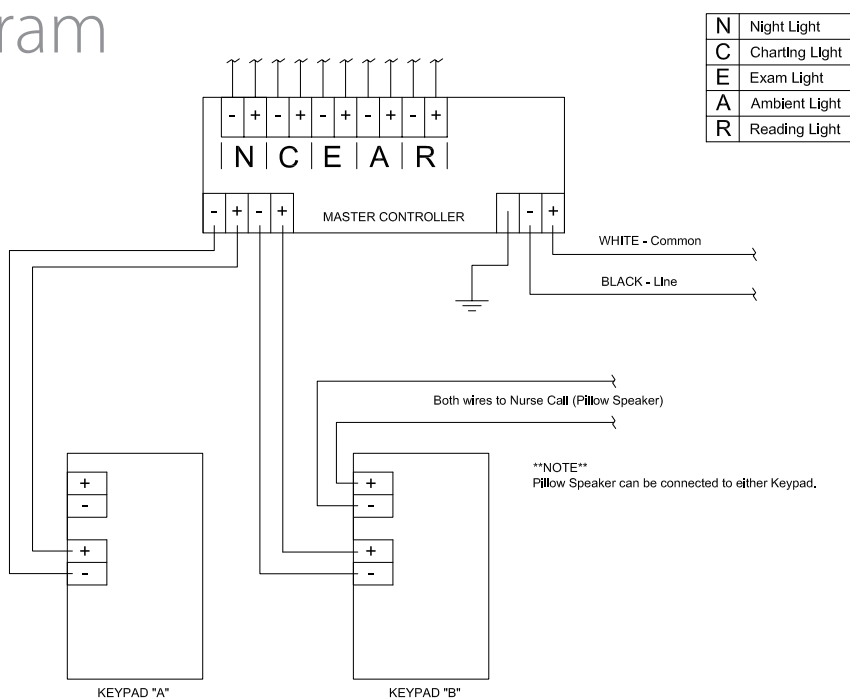 ram
N Night Light
C Charting Light
E Exam Light
A Ambient Light
R Reading Light
- + - + - + - + - +
N C E A R
- + - + MASTER CONTROLLER - +
WHITE - Common
BLACK - Line
Both wires to Nurse Call (Pillow Speaker)
**NOTE**
Pillow Speaker can be connected to either Keypad.
+ +
- -
+ +
- -
KEYPAD "A" KEYPAD "B"